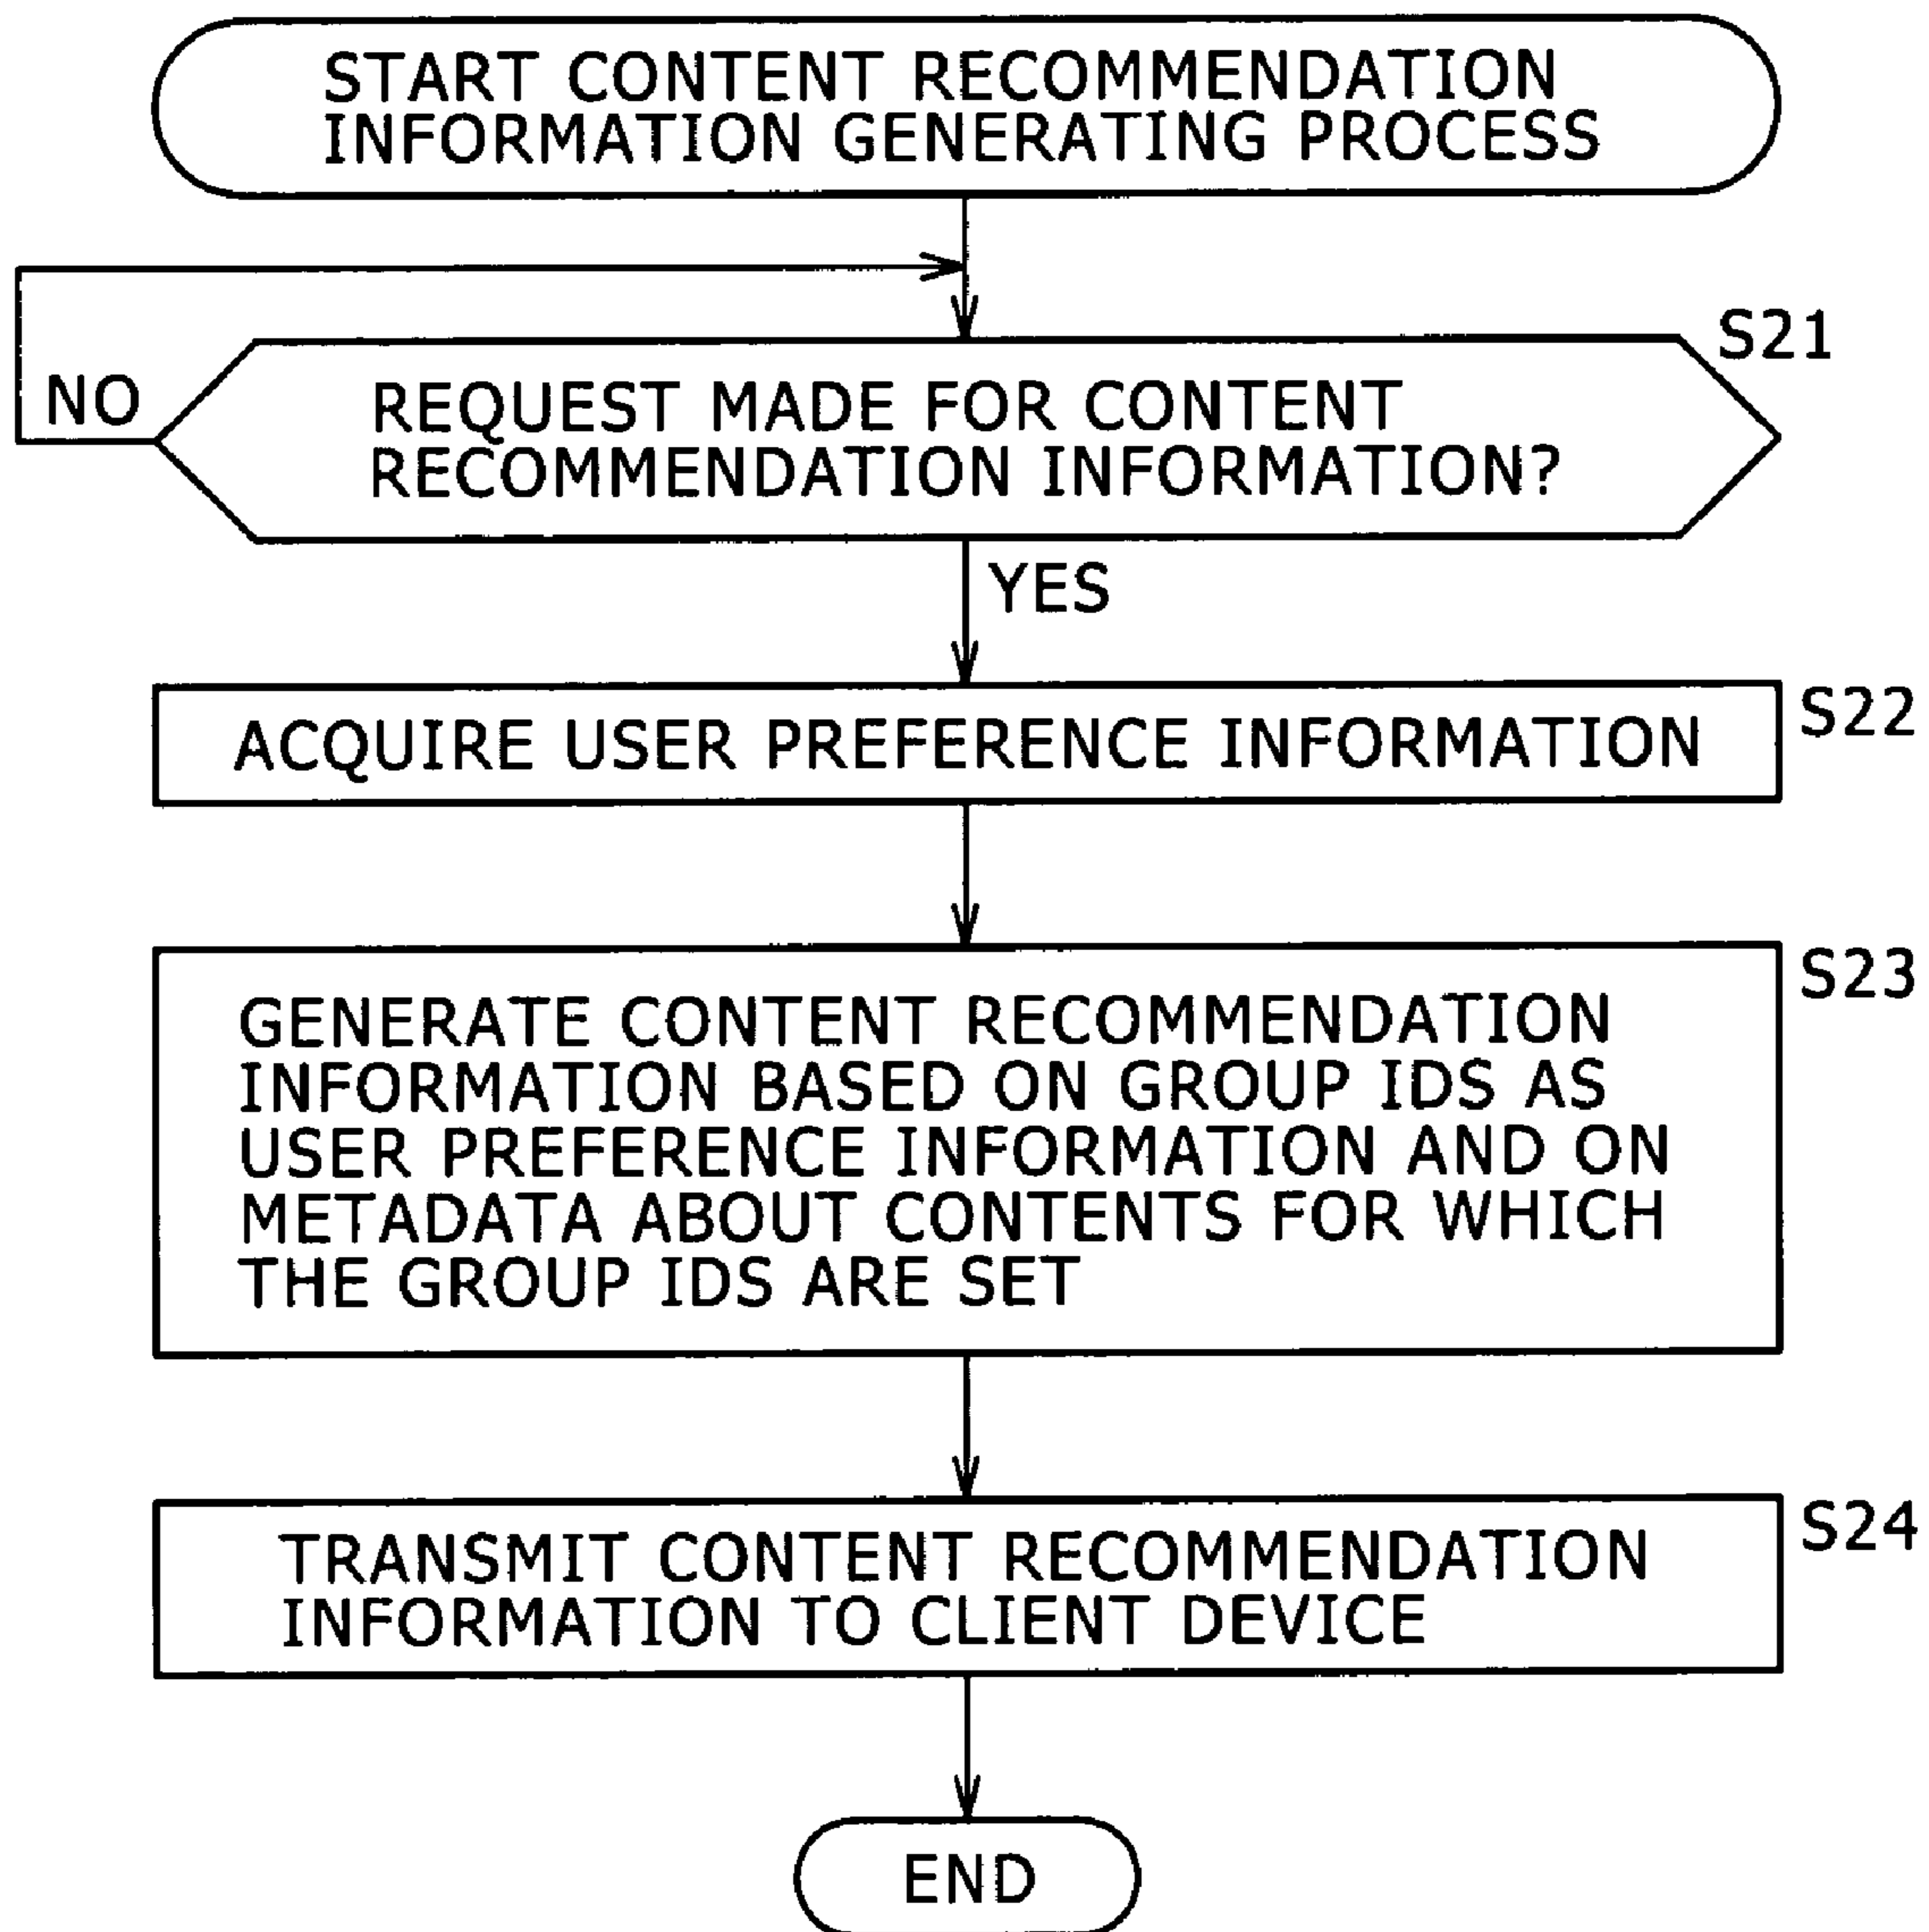 START CONTENT RECOMMENDATION
INFORMATION GENERATING PROCESS
S21
NO
REQUEST MADE FOR CONTENT
RECOMMENDATION INFORMATION?
YES
S22
ACQUIRE USER PREFERENCE INFORMATION
S23
GENERATE CONTENT RECOMMENDATION
INFORMATION BASED ON GROUP IDS AS
USER PREFERENCE INFORMATION AND ON
METADATA ABOUT CONTENTS FOR WHICH
THE GROUP IDS ARE SET
S24
TRANSMIT CONTENT RECOMMENDATION
INFORMATION TO CLIENT DEVICE
END